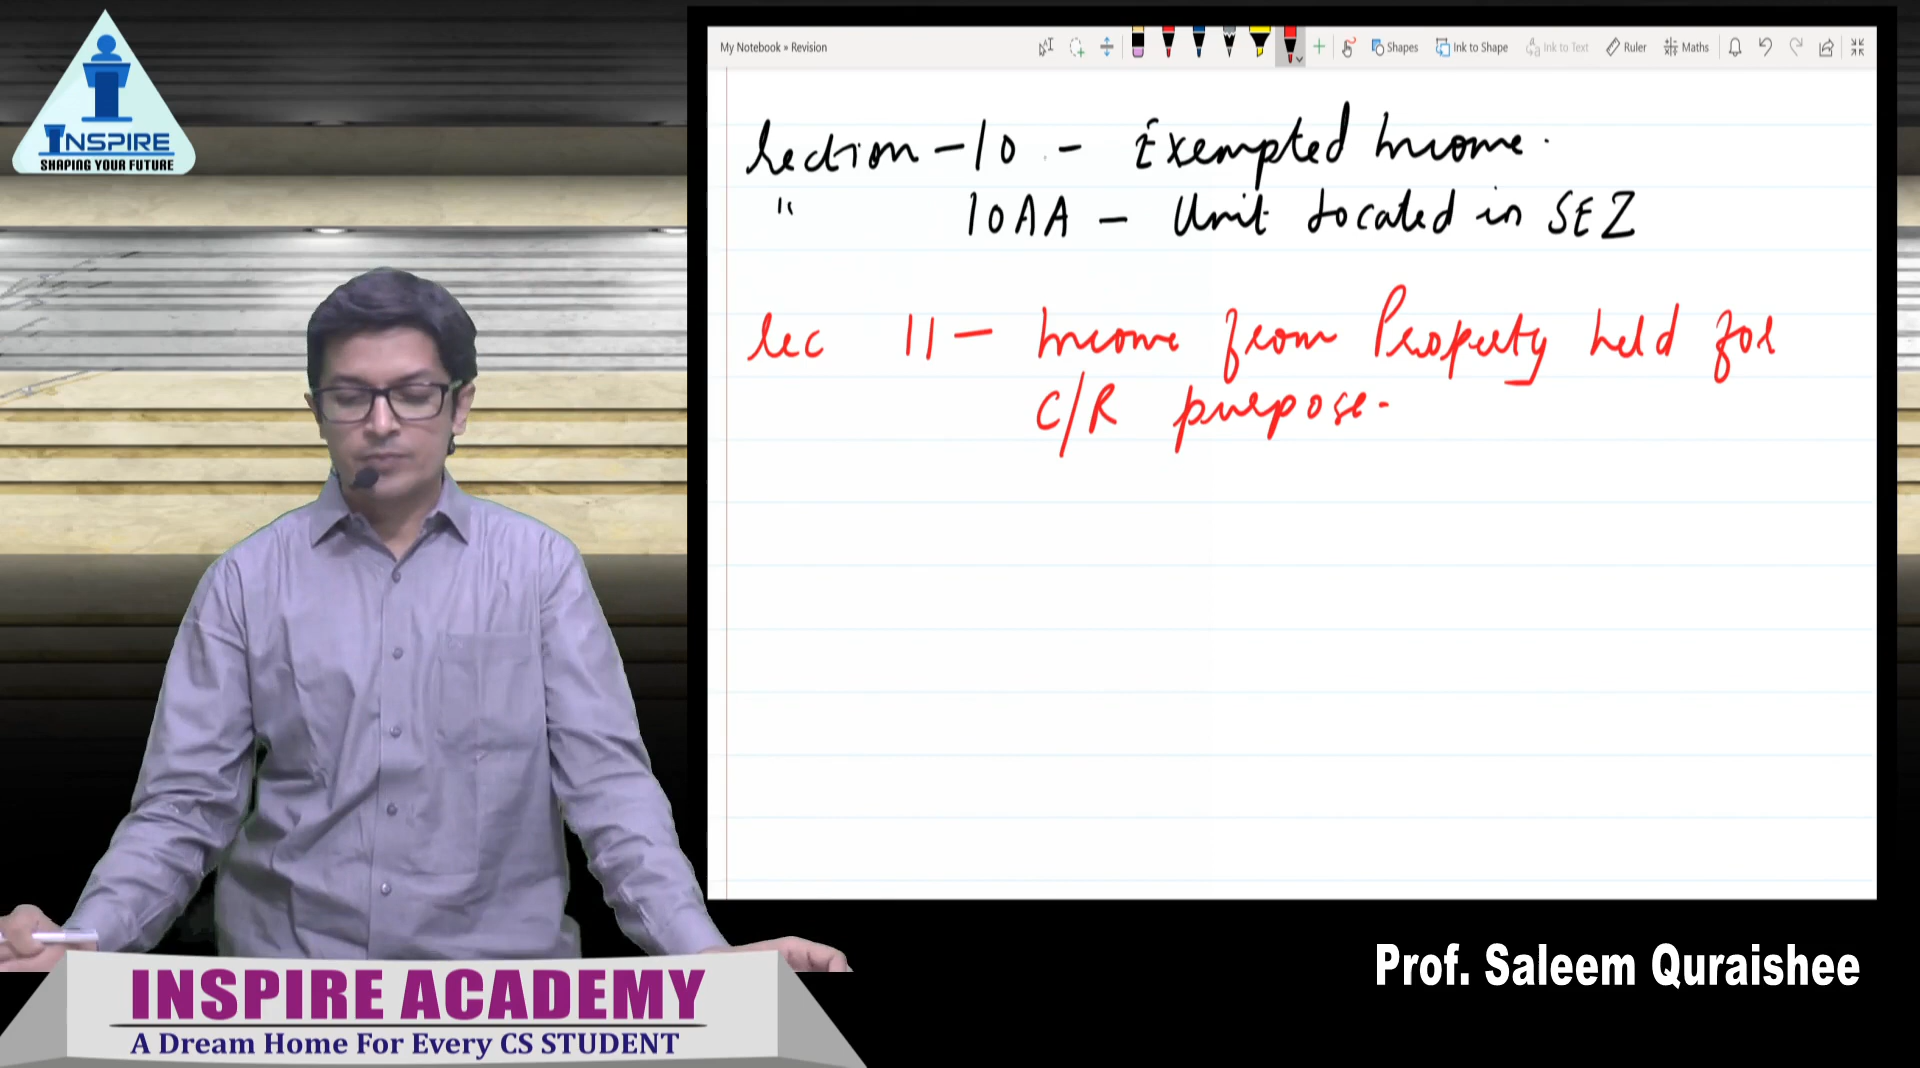 INSPIRE
SHAPING YOUR FUTURE
My Notebook » Revision
Shapes
Ink to Shape
Ink to Text
Ruler
Maths
Section - 10 - Exempted Income.
" 10AA - Unit Located in SEZ
Sec 11 - Income from Property held for
C/R purpose.
INSPIRE ACADEMY
A Dream Home For Every CS STUDENT
Prof. Saleem Quraishee